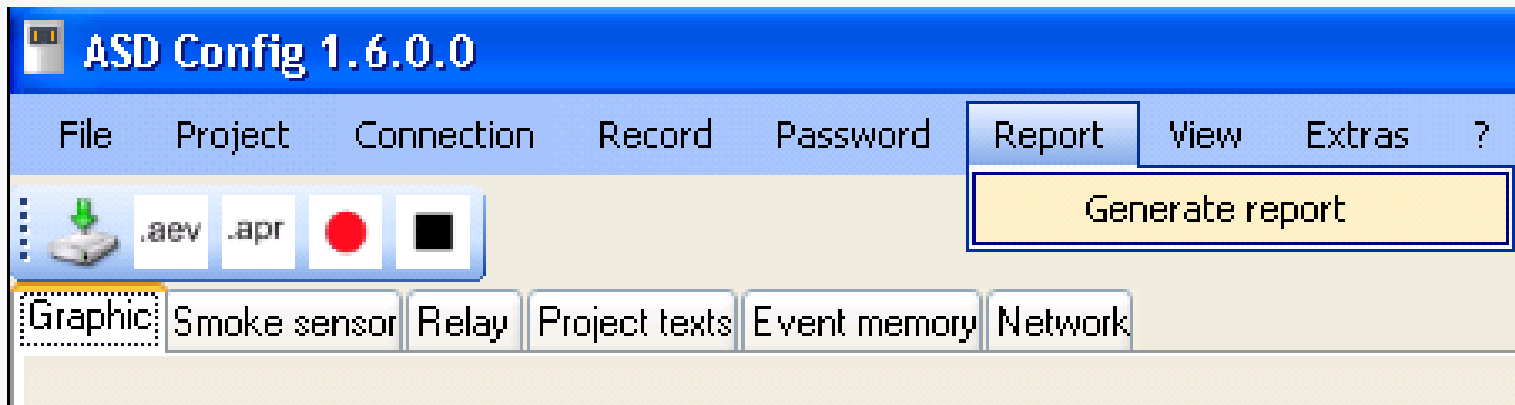 ASD Config 1.6.0.0
File Project Connection Record Password Report View Extras ?
Generate report
.aev .apr
Graphic Smoke sensor Relay Project texts Event memory Network